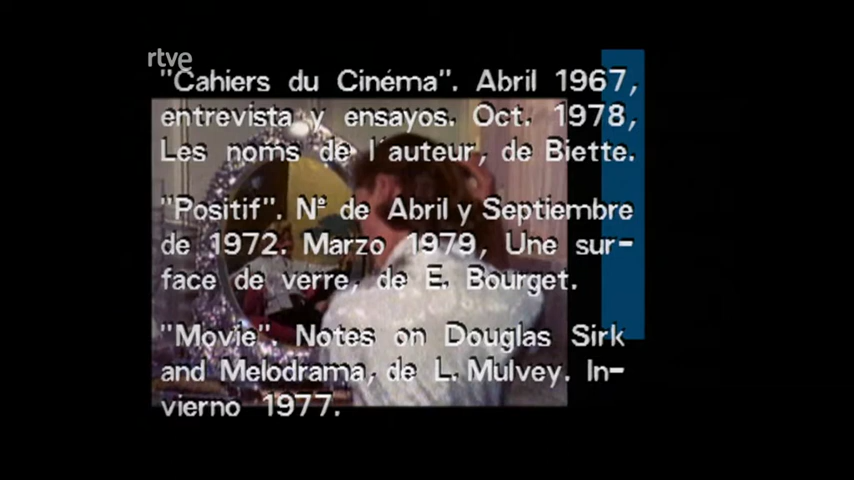 rtve
"Cahiers du Cinéma". Abril 1967,
entrevista y ensayos. Oct. 1978,
Les noms de l'auteur, de Biette.
"Positif". Nº de Abril y Septiembre
de 1972. Marzo 1979, Une sur-
face de verre, de E. Bourget.
"Movie". Notes on Douglas Sirk
and Melodrama, de L. Mulvey. In-
vierno 1977.